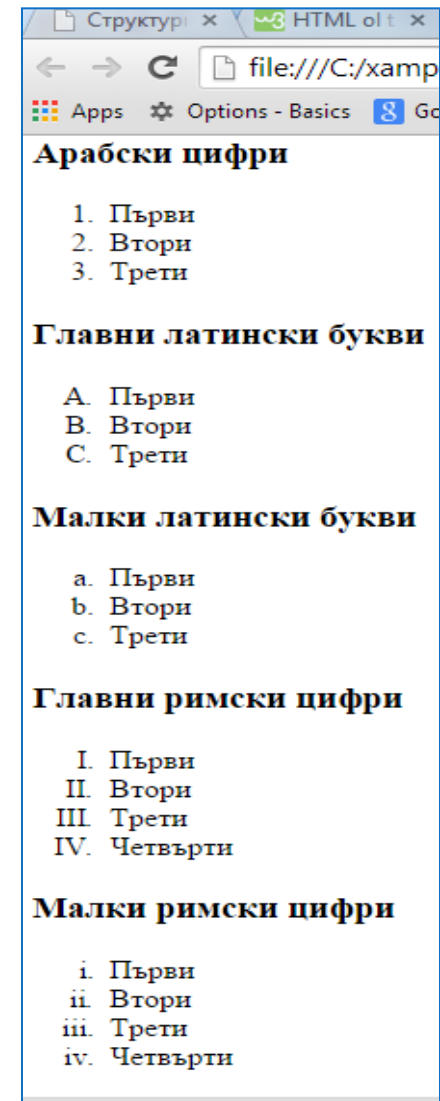 Структур
HTML ol t
file:///C:/xamp
Apps Options - Basics 8 Go
Арабски цифри
1. Първи
2. Втори
3. Трети
Главни латински букви
A. Първи
B. Втори
C. Трети
Малки латински букви
a. Първи
b. Втори
c. Трети
Главни римски цифри
I. Първи
II. Втори
III. Трети
IV. Четвърти
Малки римски цифри
i. Първи
ii. Втори
iii. Трети
iv. Четвърти